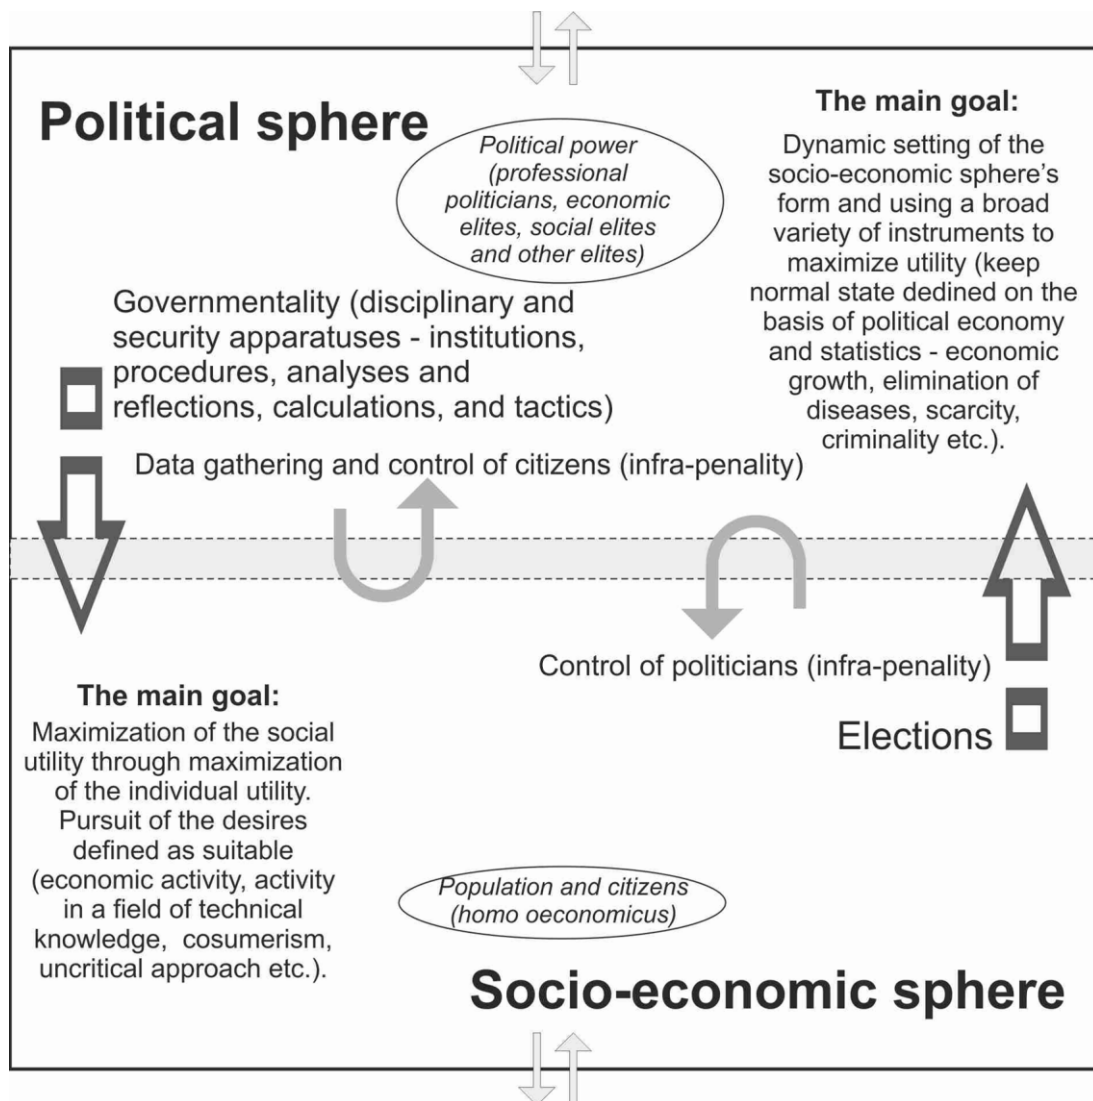 Political sphere
Political power
(professional
politicians, economic
elites, social elites
and other elites)
The main goal:
Dynamic setting of the
socio-economic sphere's
form and using a broad
variety of instruments to
maximize utility (keep
normal state dedined on the
basis of political economy
and statistics - economic
growth, elimination of
diseases, scarcity,
criminality etc.).
Governmentality (disciplinary and
security apparatuses - institutions,
procedures, analyses and
reflections, calculations, and tactics)
Data gathering and control of citizens (infra-penality)
Control of politicians (infra-penality)
Elections
The main goal:
Maximization of the social
utility through maximization
of the individual utility.
Pursuit of the desires
defined as suitable
(economic activity, activity
in a field of technical
knowledge, cosumerism,
uncritical approach etc.).
Population and citizens
(homo oeconomicus)
Socio-economic sphere